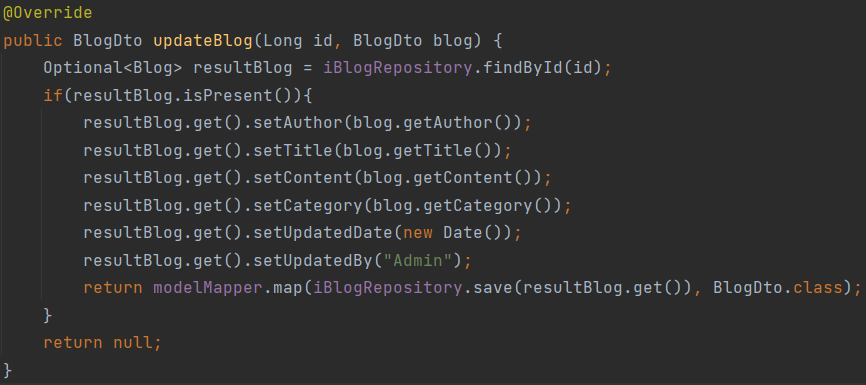 @Override
public BlogDto updateBlog(Long id, BlogDto blog) {
    Optional<Blog> resultBlog = iBlogRepository.findById(id);
    if(resultBlog.isPresent()){
        resultBlog.get().setAuthor(blog.getAuthor());
        resultBlog.get().setTitle(blog.getTitle());
        resultBlog.get().setContent(blog.getContent());
        resultBlog.get().setCategory(blog.getCategory());
        resultBlog.get().setUpdatedDate(new Date());
        resultBlog.get().setUpdatedBy("Admin");
        return modelMapper.map(iBlogRepository.save(resultBlog.get()), BlogDto.class);
    }
    return null;
}